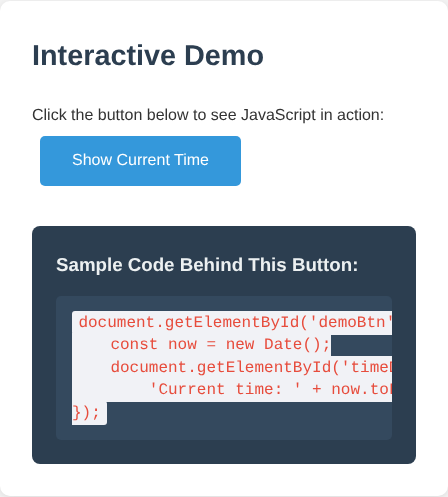 Interactive Demo
Click the button below to see JavaScript in action:
Show Current Time
Sample Code Behind This Button:
document.getElementById('demoBtn'
const now = new Date();
document.getElementById('time
'Current time: ' + now.to
});